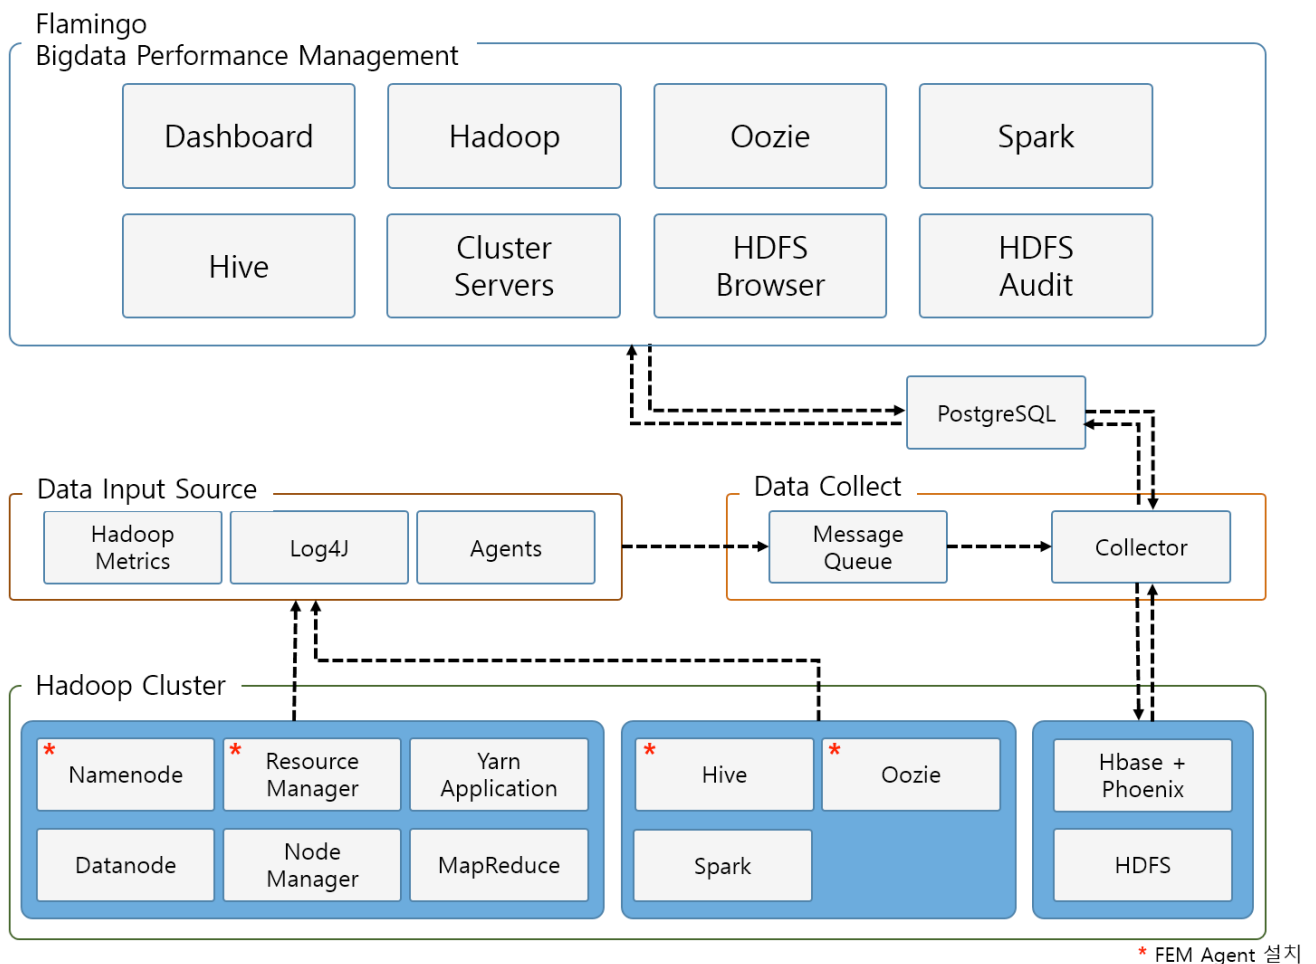 Flamingo
Bigdata Performance Management
Dashboard
Hadoop
Oozie
Spark
Hive
Cluster
Servers
HDFS
Browser
HDFS
Audit
PostgreSQL
Data Input Source
Hadoop
Metrics
Log4J
Agents
Data Collect
Message
Queue
Collector
Hadoop Cluster
* Namenode
* Resource
Manager
Yarn
Application
Datanode
Node
Manager
MapReduce
* Hive
* Oozie
Spark
Hbase +
Phoenix
HDFS
* FEM Agent 설치